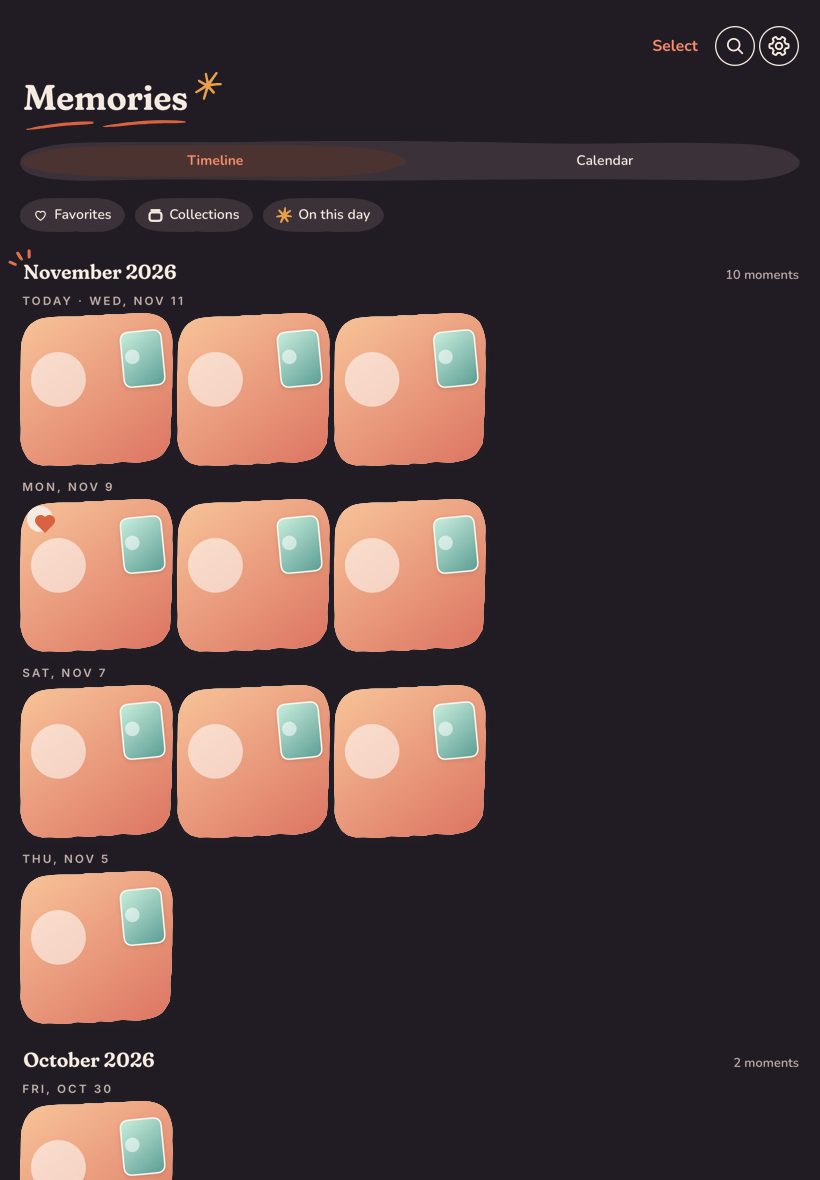 Select
Memories
Timeline
Calendar
Favorites
Collections
On this day
November 2026
10 moments
TODAY · WED, NOV 11
MON, NOV 9
SAT, NOV 7
THU, NOV 5
October 2026
2 moments
FRI, OCT 30